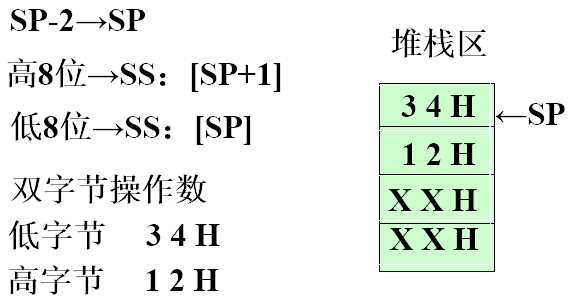 SP-2→SP
高8位→SS：[SP+1]
低8位→SS：[SP]
双字节操作数
低字节 3 4 H
高字节 1 2 H
堆栈区
3 4 H ←SP
1 2 H
X X H
X X H